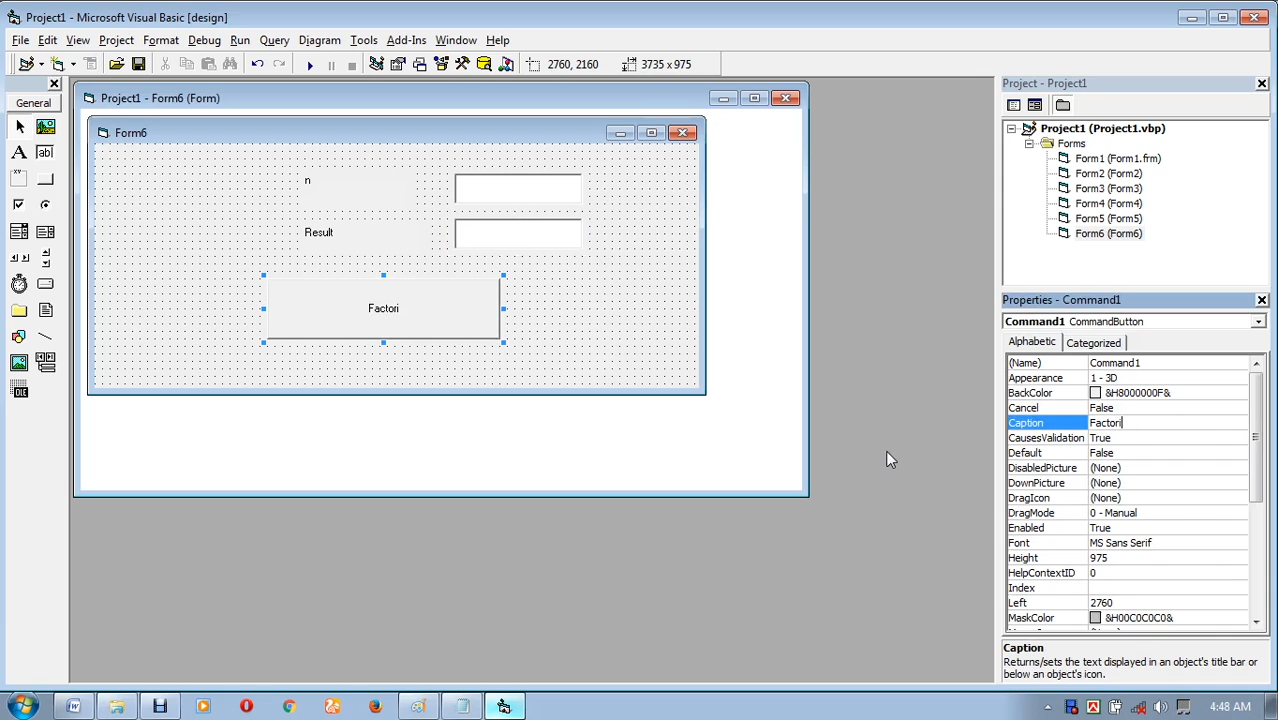 Project1 - Microsoft Visual Basic [design]
File Edit View Project Format Debug Run Query Diagram Tools Add-Ins Window Help
2760, 2160 3735 x 975
General
A ab|
OLE
Project1 - Form6 (Form)
Form6
n
Result
Factori
Project - Project1
Project1 (Project1.vbp)
Forms
Form1 (Form1.frm)
Form2 (Form2)
Form3 (Form3)
Form4 (Form4)
Form5 (Form5)
Form6 (Form6)
Properties - Command1
Command1 CommandButton
Alphabetic Categorized
(Name) Command1
Appearance 1 - 3D
BackColor &H8000000F&
Cancel False
Caption Factori
CausesValidation True
Default False
DisabledPicture (None)
DownPicture (None)
DragIcon (None)
DragMode 0 - Manual
Enabled True
Font MS Sans Serif
Height 975
HelpContextID 0
Index
Left 2760
MaskColor &H00C0C0C0&
Caption
Returns/sets the text displayed in an object's title bar or
below an object's icon.
4:48 AM